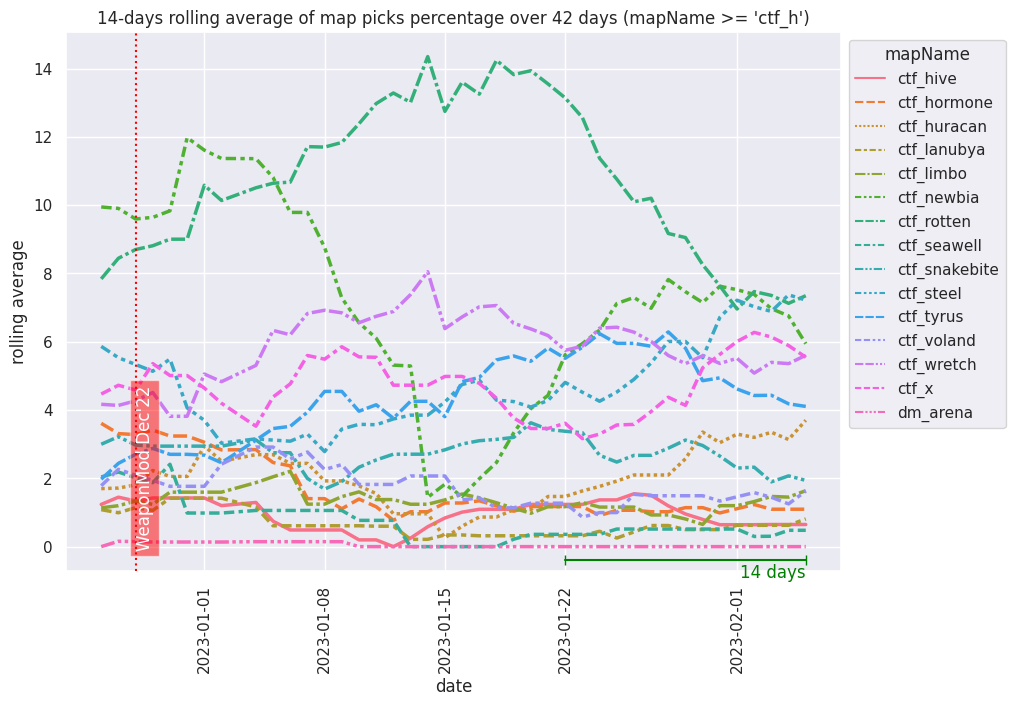 14-days rolling average of map picks percentage over 42 days (mapName >= 'ctf_h')
rolling average
14
12
10
8
6
4
2
0
WeaponMod-Dec'22
14 days
2023-01-01
2023-01-08
2023-01-15
2023-01-22
2023-02-01
date
mapName
ctf_hive
ctf_hormone
ctf_huracan
ctf_lanubya
ctf_limbo
ctf_newbia
ctf_rotten
ctf_seawell
ctf_snakebite
ctf_steel
ctf_tyrus
ctf_voland
ctf_wretch
ctf_x
dm_arena